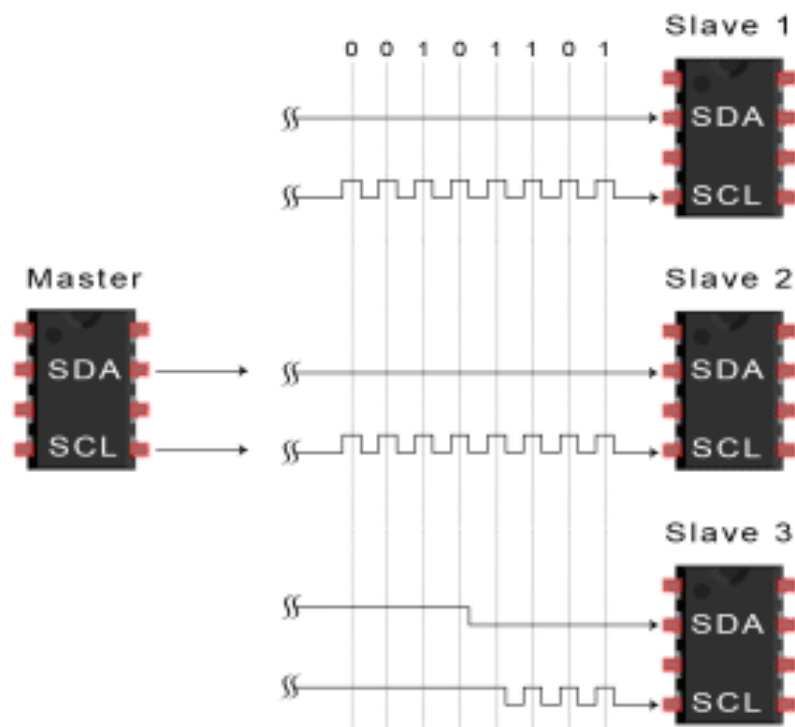 Slave 1
0 0 1 0 1 1 0 1
SDA
SCL
Master
SDA
SCL
Slave 2
SDA
SCL
Slave 3
SDA
SCL